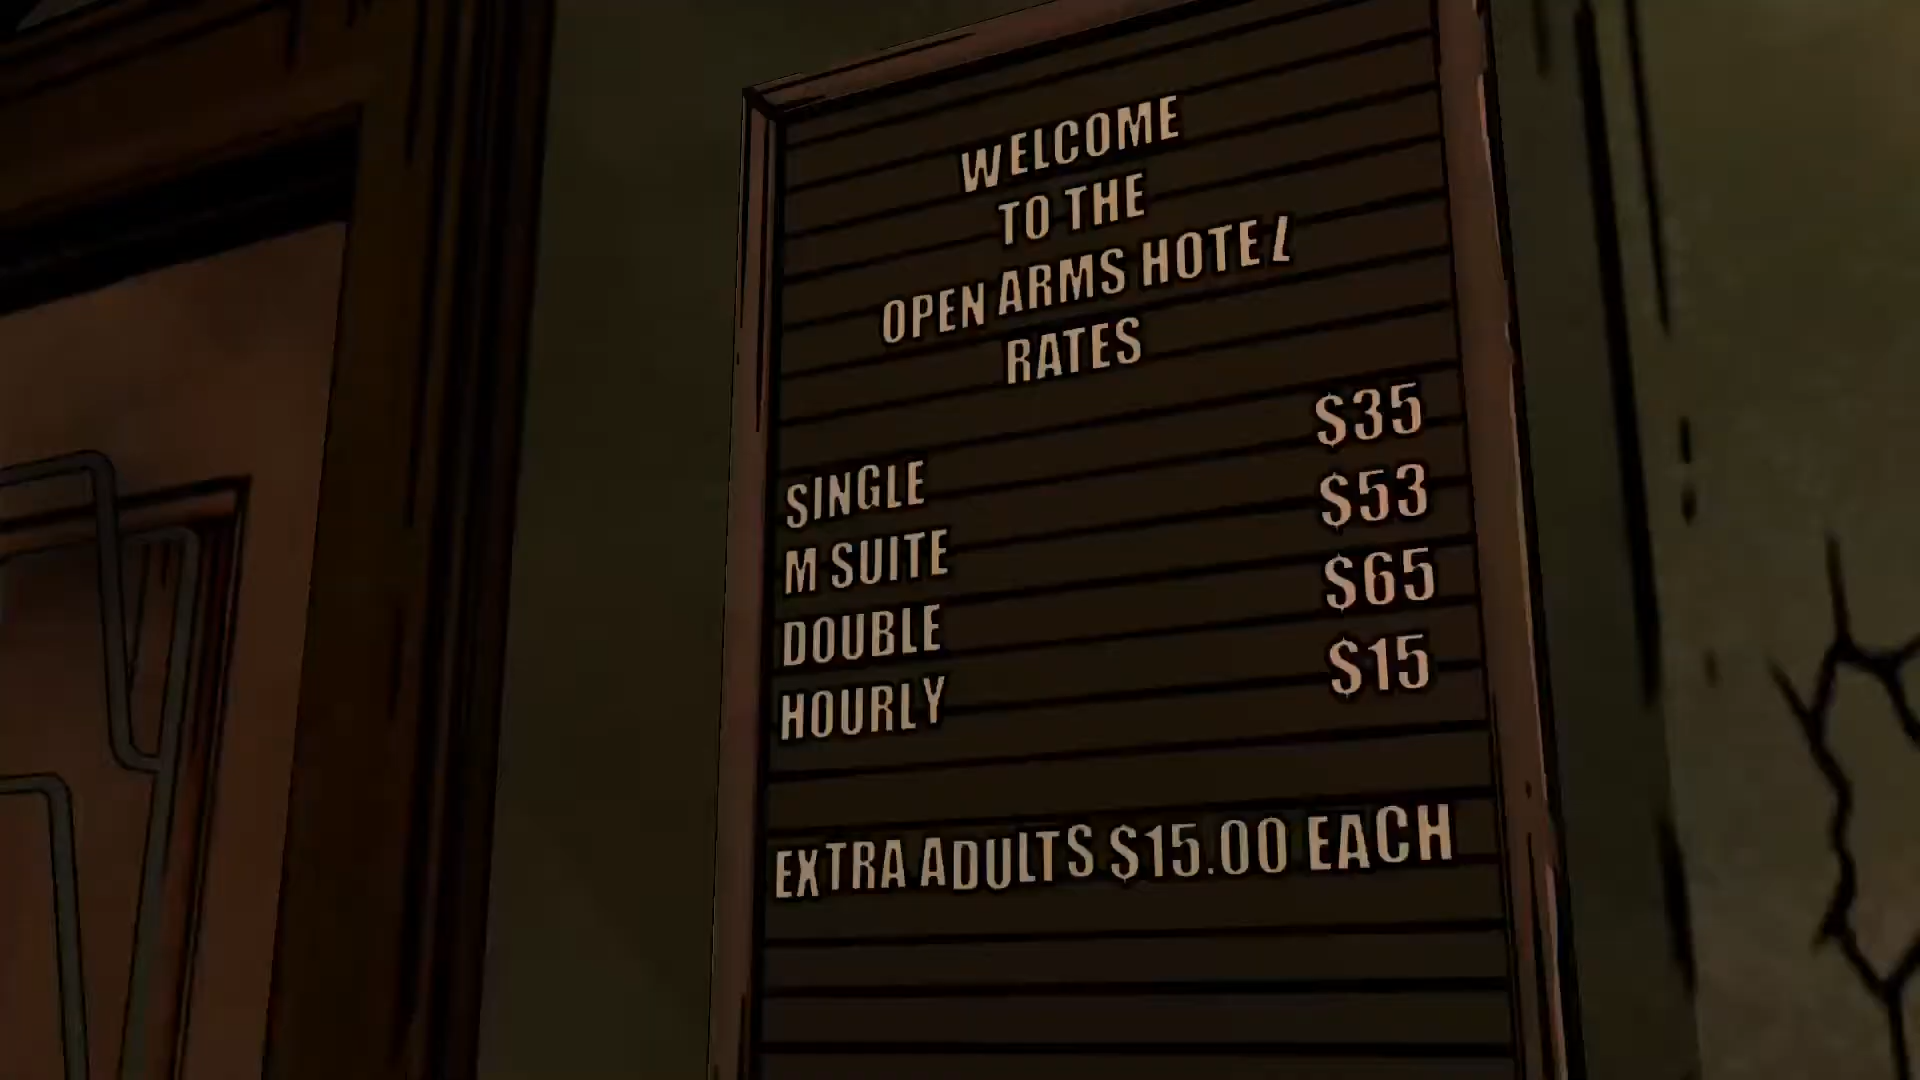 WELCOME
TO THE
OPEN ARMS HOTEL
RATES
SINGLE $35
M SUITE $53
DOUBLE $65
HOURLY $15
EXTRA ADULTS $15.00 EACH